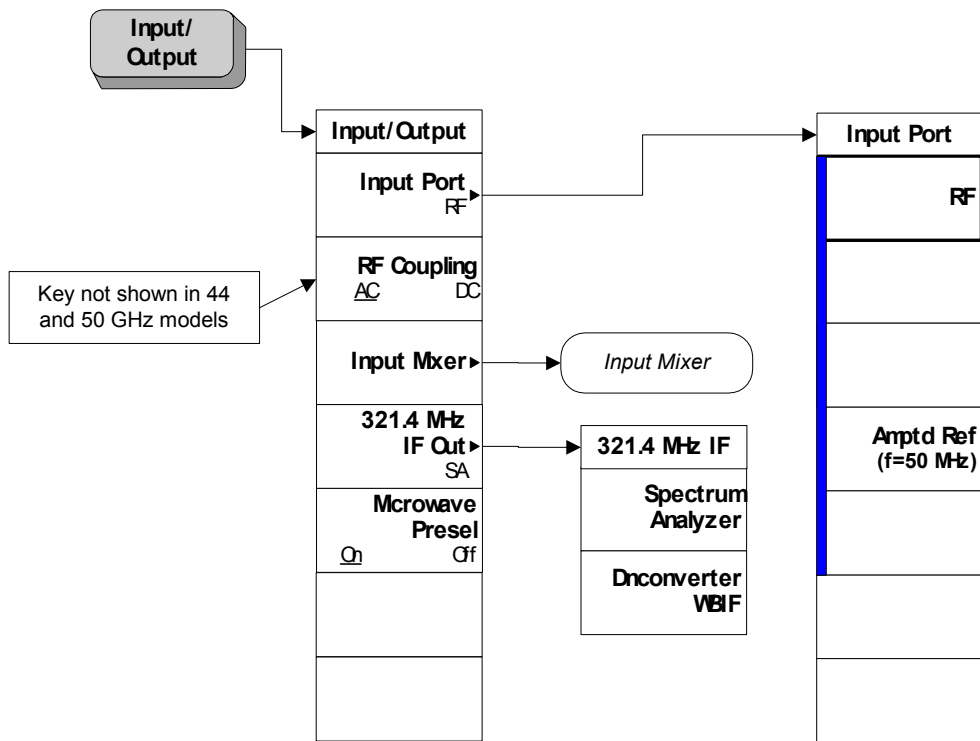 Input/
Output
Input/Output
Input Port
RF
RF Coupling
AC DC
Key not shown in 44
and 50 GHz models
Input Mxer
Input Mixer
321.4 MHz
IF Out
SA
321.4 MHz IF
Spectrum
Analyzer
Dnconverter
WBIF
Mcrowave
Presel
On Off
Input Port
RF
Amptd Ref
(f=50 MHz)